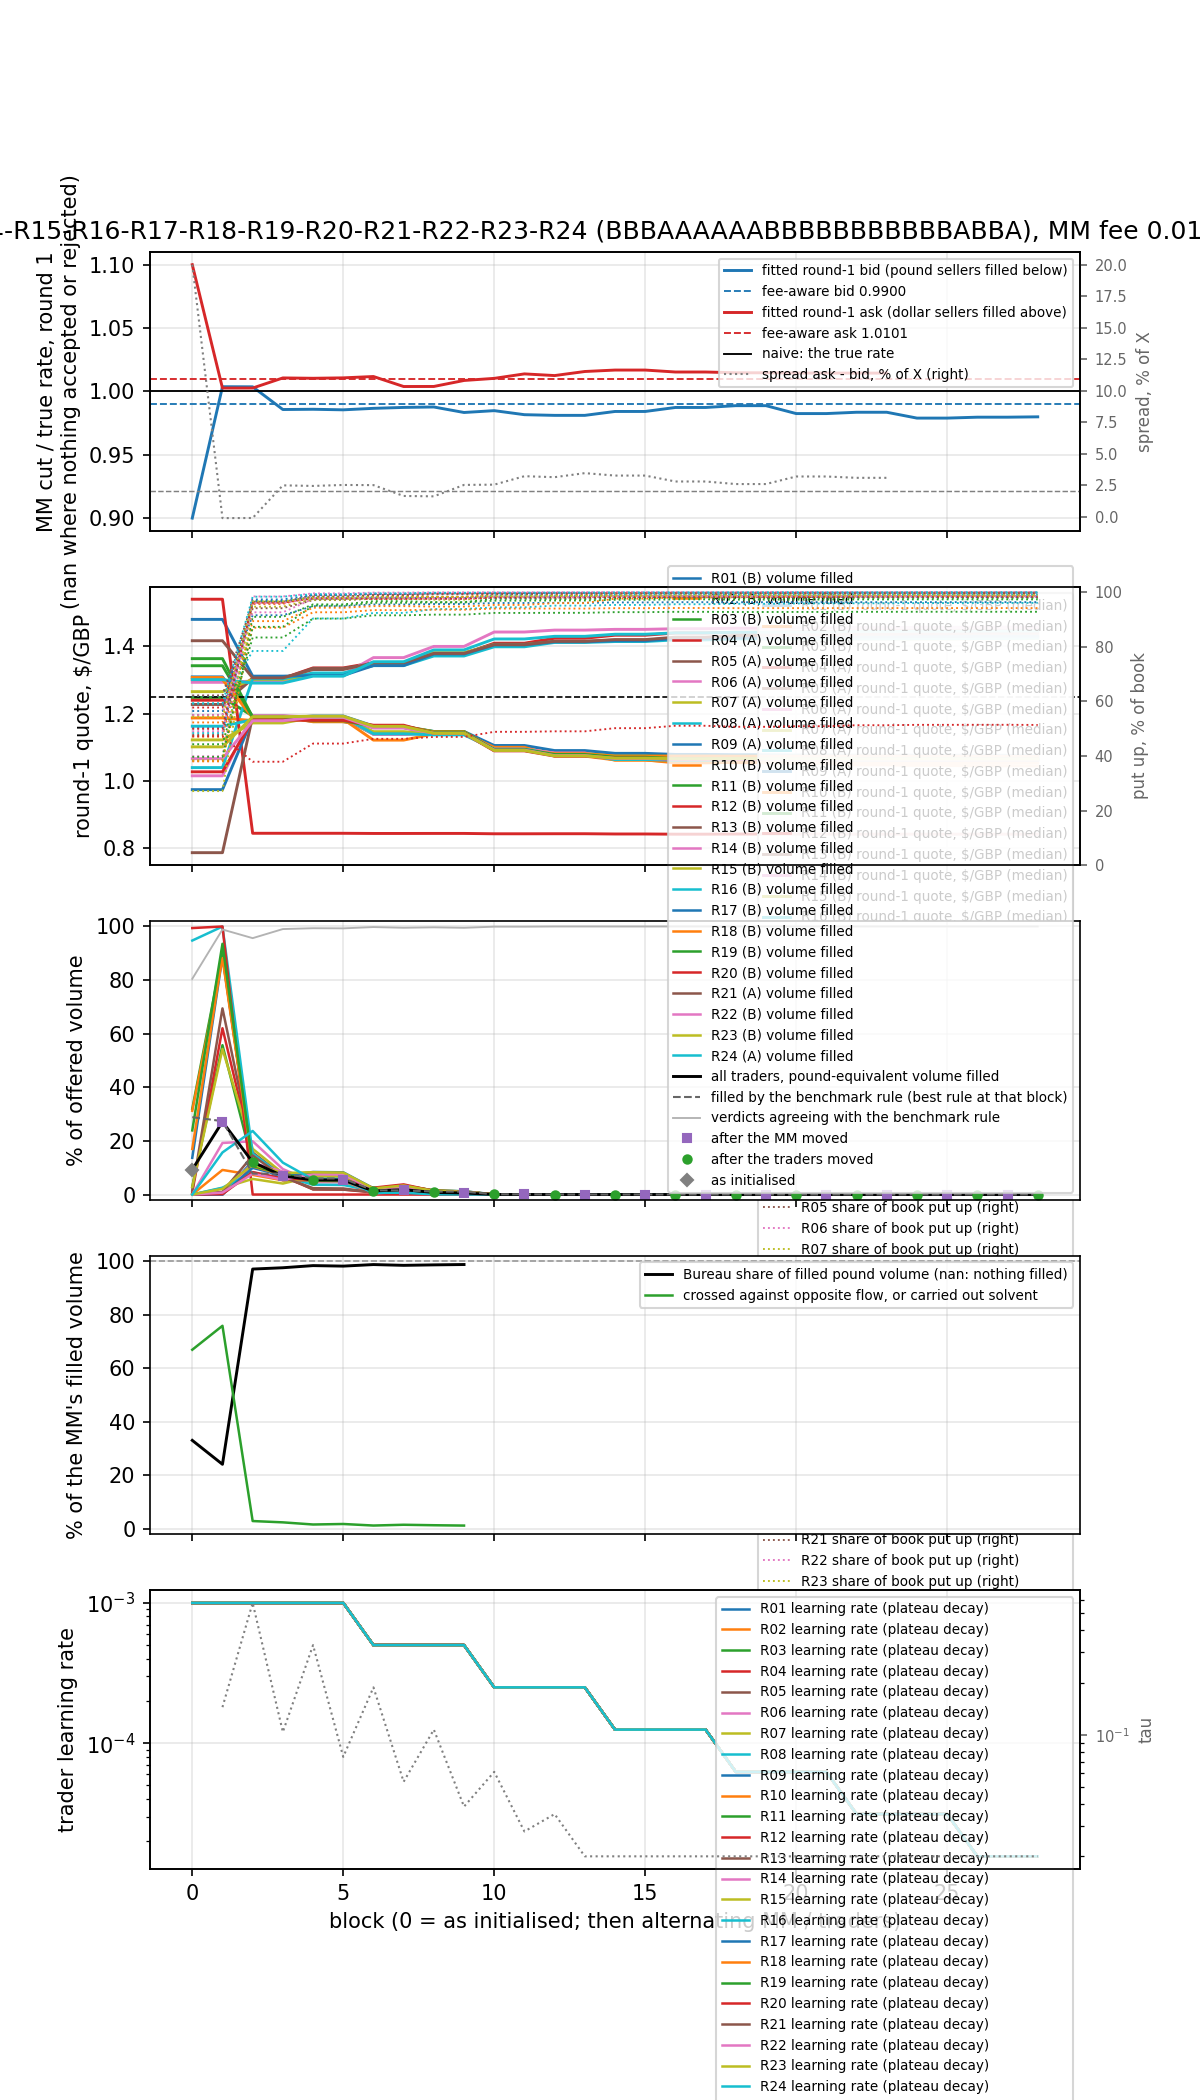 -R15-R16-R17-R18-R19-R20-R21-R22-R23-R24 (BBBAAAAAABBBBBBBBBBBABBA), MM fee 0.01
MM cut / true rate, round 1
(nan where nothing accepted or rejected)
1.10
1.05
1.00
0.95
0.90
fitted round-1 bid (pound sellers filled below)
fee-aware bid 0.9900
fitted round-1 ask (dollar sellers filled above)
fee-aware ask 1.0101
naive: the true rate
spread ask - bid, % of X (right)
20.0
17.5
15.0
12.5
10.0
7.5
5.0
2.5
0.0
spread, % of X
round-1 quote, $/GBP
1.4
1.2
1.0
0.8
100
80
60
40
20
0
put up, % of book
R01 (B) volume filled
R02 (B) volume filled
R03 (B) volume filled
R04 (A) volume filled
R05 (A) volume filled
R06 (A) volume filled
R07 (A) volume filled
R08 (A) volume filled
R09 (A) volume filled
R10 (B) volume filled
R11 (B) volume filled
R12 (B) volume filled
R13 (B) volume filled
R14 (B) volume filled
R15 (B) volume filled
R16 (B) volume filled
R17 (B) volume filled
R18 (B) volume filled
R19 (B) volume filled
R20 (B) volume filled
R21 (A) volume filled
R22 (B) volume filled
R23 (B) volume filled
R24 (A) volume filled
all traders, pound-equivalent volume filled
filled by the benchmark rule (best rule at that block)
verdicts agreeing with the benchmark rule
after the MM moved
after the traders moved
as initialised
% of offered volume
100
80
60
40
20
0
R05 share of book put up (right)
R06 share of book put up (right)
R07 share of book put up (right)
% of the MM's filled volume
100
80
60
40
20
0
Bureau share of filled pound volume (nan: nothing filled)
crossed against opposite flow, or carried out solvent
R21 share of book put up (right)
R22 share of book put up (right)
R23 share of book put up (right)
trader learning rate
10⁻³
10⁻⁴
10⁻¹
tau
R01 learning rate (plateau decay)
R02 learning rate (plateau decay)
R03 learning rate (plateau decay)
R04 learning rate (plateau decay)
R05 learning rate (plateau decay)
R06 learning rate (plateau decay)
R07 learning rate (plateau decay)
R08 learning rate (plateau decay)
R09 learning rate (plateau decay)
R10 learning rate (plateau decay)
R11 learning rate (plateau decay)
R12 learning rate (plateau decay)
R13 learning rate (plateau decay)
R14 learning rate (plateau decay)
R15 learning rate (plateau decay)
R16 learning rate (plateau decay)
R17 learning rate (plateau decay)
R18 learning rate (plateau decay)
R19 learning rate (plateau decay)
R20 learning rate (plateau decay)
R21 learning rate (plateau decay)
R22 learning rate (plateau decay)
R23 learning rate (plateau decay)
R24 learning rate (plateau decay)
0
5
10
15
20
25
block (0 = as initialised; then alternating MM / traders)